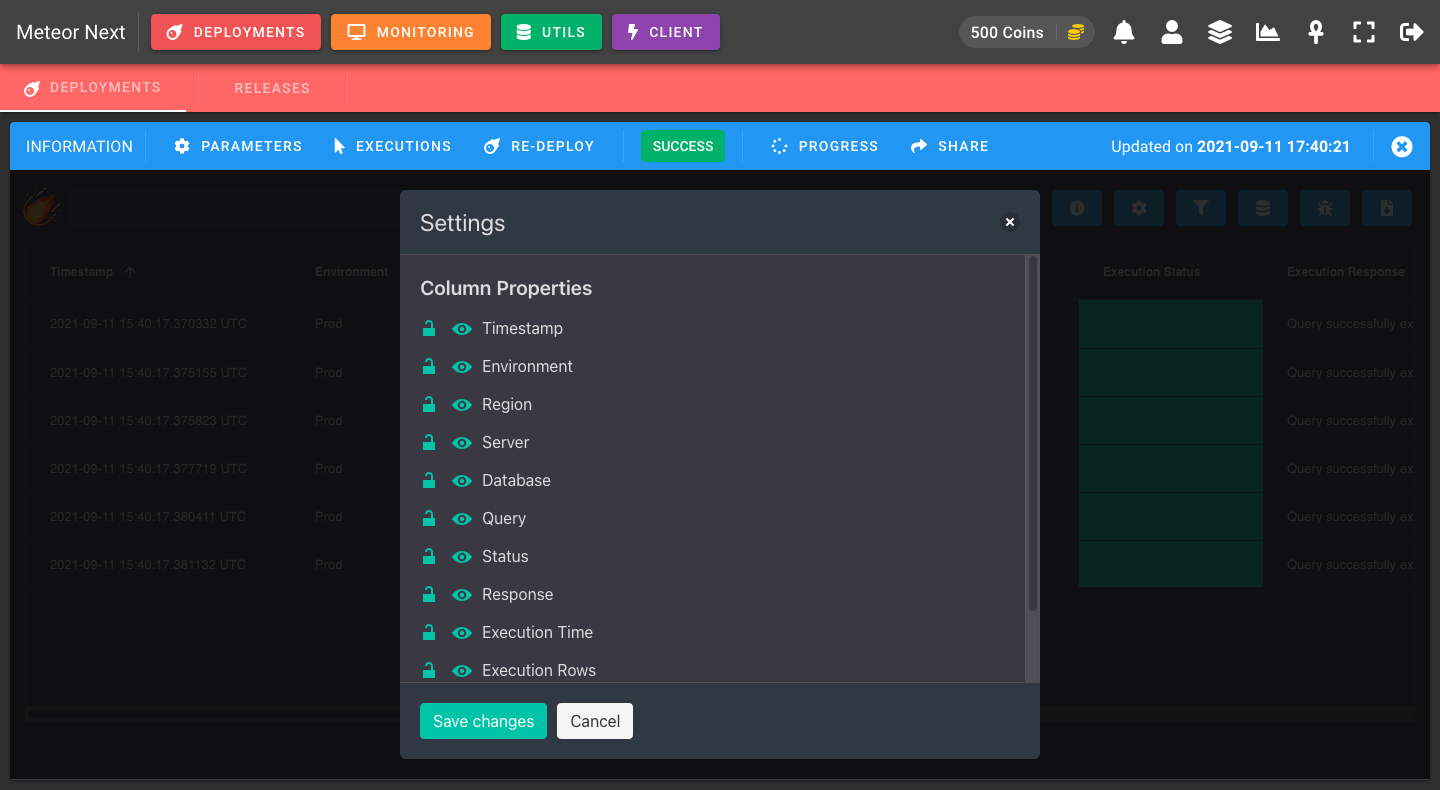 Meteor Next DEPLOYMENTS MONITORING UTILS CLIENT 500 Coins
DEPLOYMENTS RELEASES
INFORMATION PARAMETERS EXECUTIONS RE-DEPLOY SUCCESS PROGRESS SHARE Updated on 2021-09-11 17:40:21
Settings
Timestamp Environment Execution Status Execution Response
2021-09-11 15:40:17.370332 UTC Prod Query successfully ex
2021-09-11 15:40:17.375155 UTC Prod Query successfully ex
2021-09-11 15:40:17.375823 UTC Prod Query successfully ex
2021-09-11 15:40:17.377719 UTC Prod Query successfully ex
2021-09-11 15:40:17.380411 UTC Prod Query successfully ex
2021-09-11 15:40:17.381132 UTC Prod Query successfully ex
Column Properties
Timestamp
Environment
Region
Server
Database
Query
Status
Response
Execution Time
Execution Rows
Save changes Cancel